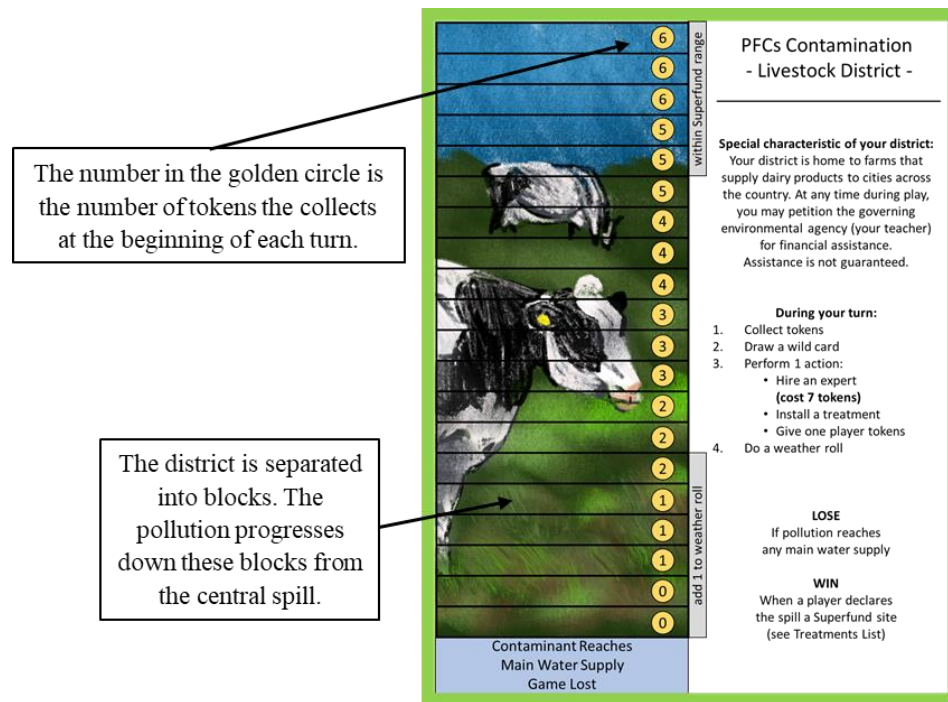 The number in the golden circle is
the number of tokens the collects
at the beginning of each turn.
The district is separated
into blocks. The
pollution progresses
down these blocks from
the central spill.
6
6
6
5
5
5
4
4
4
3
3
3
2
2
2
1
1
1
0
0
within Superfund range
add 1 to weather roll
Contaminant Reaches
Main Water Supply
Game Lost
PFCs Contamination
- Livestock District -
Special characteristic of your district:
Your district is home to farms that
supply dairy products to cities across
the country. At any time during play,
you may petition the governing
environmental agency (your teacher)
for financial assistance.
Assistance is not guaranteed.
During your turn:
1. Collect tokens
2. Draw a wild card
3. Perform 1 action:
• Hire an expert
(cost 7 tokens)
• Install a treatment
• Give one player tokens
4. Do a weather roll
LOSE
If pollution reaches
any main water supply
WIN
When a player declares
the spill a Superfund site
(see Treatments List)